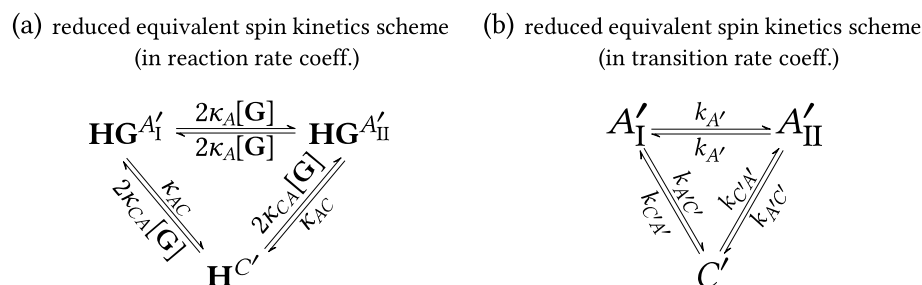 (a) reduced equivalent spin kinetics scheme
(in reaction rate coeff.)
HG^{A′_I} 2κ_A[G] HG^{A′_II}
2κ_A[G]
κ_{AC}
2κ_{CA}[G]
2κ_{CA}[G]
κ_{AC}
H^{C′}
(b) reduced equivalent spin kinetics scheme
(in transition rate coeff.)
A′_I k_{A′} A′_II
k_{A′}
k_{A′C′}
k_{C′A′}
k_{C′A′}
k_{A′C′}
C′